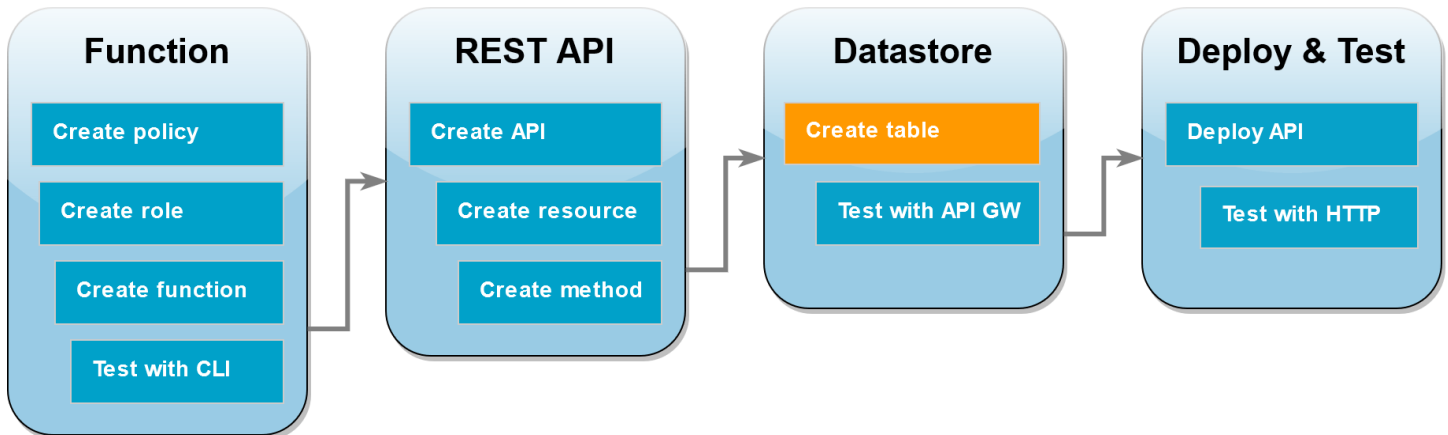 Function
Create policy
Create role
Create function
Test with CLI
REST API
Create API
Create resource
Create method
Datastore
Create table
Test with API GW
Deploy & Test
Deploy API
Test with HTTP